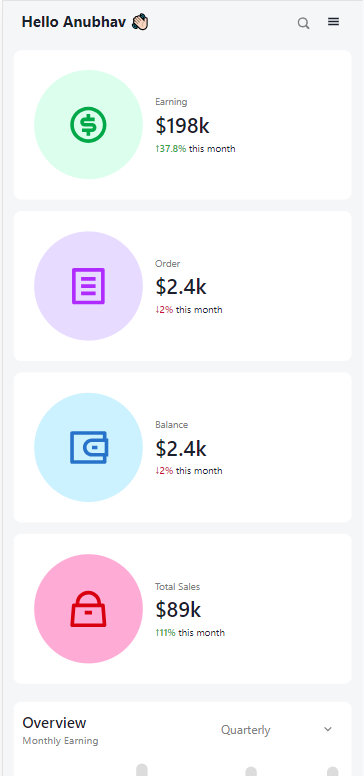 Hello Anubhav 👋🏻
Earning
$198k
↑37.8% this month
Order
$2.4k
↓2% this month
Balance
$2.4k
↓2% this month
Total Sales
$89k
↑11% this month
Overview
Quarterly
Monthly Earning